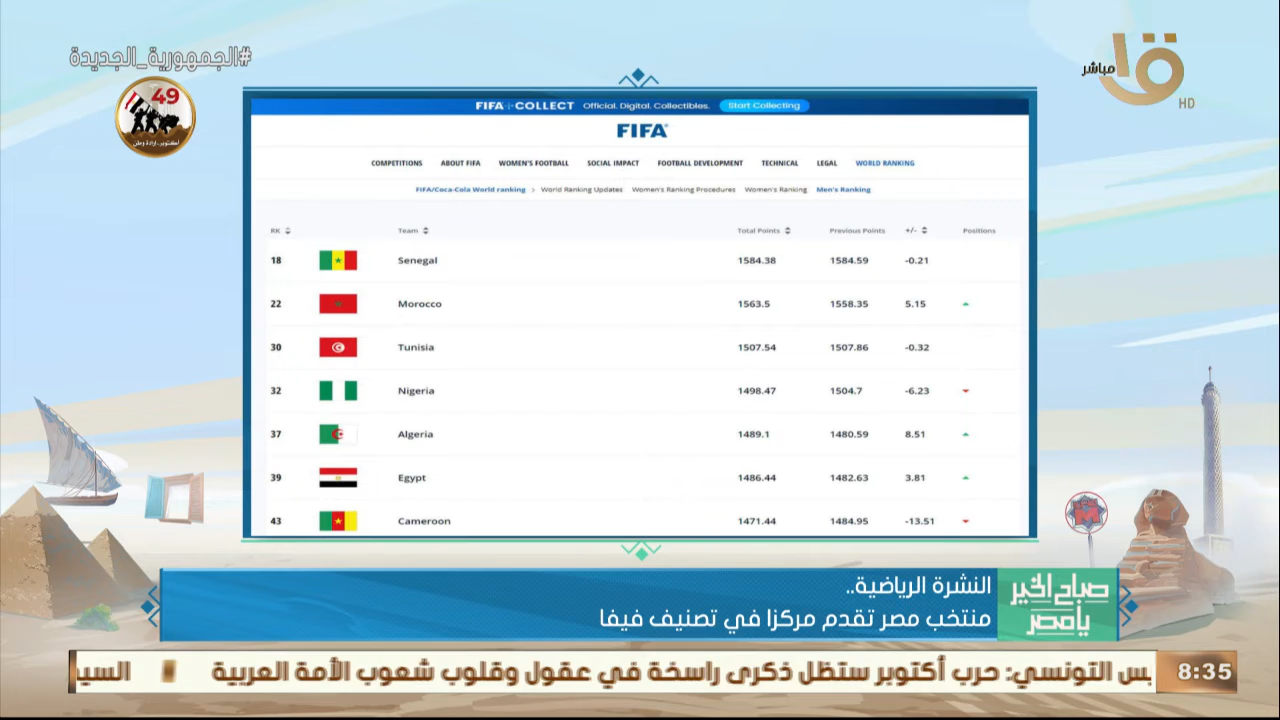 #الجمهورية_الجديدة
49
أكتوبر.. إرادة وطن
مباشر
HD
FIFA+COLLECT Official. Digital. Collectibles. Start Collecting
FIFA
COMPETITIONS ABOUT FIFA WOMEN'S FOOTBALL SOCIAL IMPACT FOOTBALL DEVELOPMENT TECHNICAL LEGAL WORLD RANKING
FIFA/Coca-Cola World ranking > World Ranking Updates Women's Ranking Procedures Women's Ranking Men's Ranking
RK Team Total Points Previous Points +/- Positions
18 Senegal 1584.38 1584.59 -0.21
22 Morocco 1563.5 1558.35 5.15
30 Tunisia 1507.54 1507.86 -0.32
32 Nigeria 1498.47 1504.7 -6.23
37 Algeria 1489.1 1480.59 8.51
39 Egypt 1486.44 1482.63 3.81
43 Cameroon 1471.44 1484.95 -13.51
صباح الخير
يا مصر
النشرة الرياضية..
منتخب مصر تقدم مركزا في تصنيف فيفا
8:35
يس التونسي: حرب أكتوبر ستظل ذكرى راسخة في عقول وقلوب شعوب الأمة العربية السي